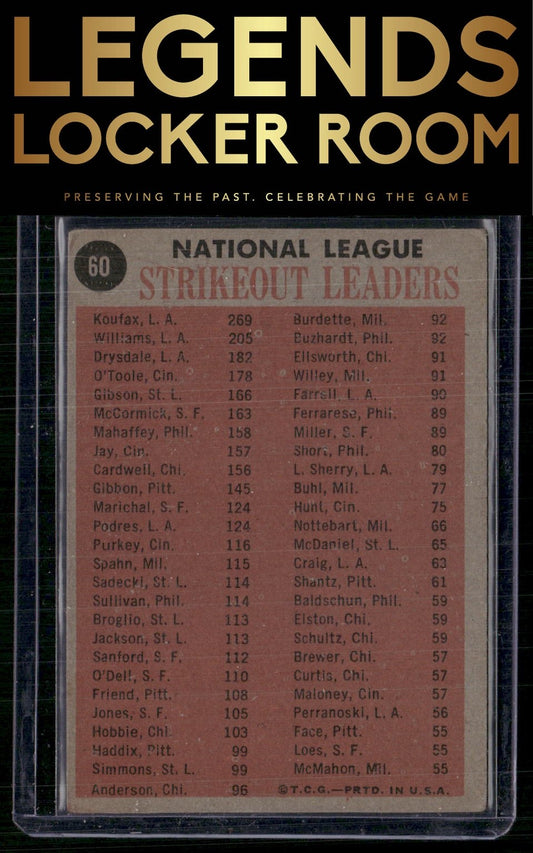 LEGENDS
LOCKER ROOM
PRESERVING THE PAST. CELEBRATING THE GAME
60
NATIONAL LEAGUE
STRIKEOUT LEADERS
Koufax, L. A. 269
Williams, L. A. 205
Drysdale, L. A. 182
O'Toole, Cin. 178
Gibson, St. L. 166
McCormick, S. F. 163
Mahaffey, Phil. 158
Jay, Cin. 157
Cardwell, Chi. 156
Gibbon, Pitt. 145
Marichal, S. F. 124
Podres, L. A. 124
Purkey, Cin. 116
Spahn, Mil. 115
Sadecki, St. L. 114
Sullivan, Phil. 114
Broglio, St. L. 113
Jackson, St. L. 113
Sanford, S. F. 112
O'Dell, S. F. 110
Friend, Pitt. 108
Jones, S. F. 105
Hobbie, Chi. 103
Haddix, Pitt. 99
Simmons, St. L. 99
Anderson, Chi. 96
Burdette, Mil. 92
Buzhardt, Phil. 92
Ellsworth, Chi. 91
Willey, Mil. 91
Farrell, L. A. 90
Ferrarese, Phil. 89
Miller, S. F. 89
Short, Phil. 80
L. Sherry, L. A. 79
Buhl, Mil. 77
Hunt, Cin. 75
Nottebart, Mil. 66
McDaniel, St. L. 65
Craig, L. A. 63
Shantz, Pitt. 61
Baldschun, Phil. 59
Elston, Chi. 59
Schultz, Chi. 59
Brewer, Chi. 57
Curtis, Chi. 57
Maloney, Cin. 57
Perranoski, L. A. 56
Face, Pitt. 55
Loes, S. F. 55
McMahon, Mil. 55
©T.C.G.—PRTD. IN U.S.A.